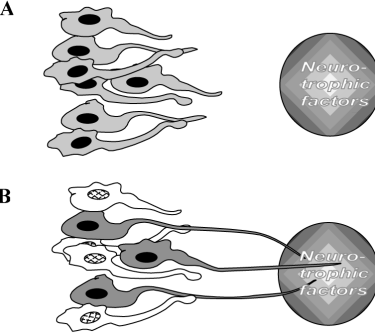 A
Neuro-
trophic
factors
B
Neuro-
trophic
factors